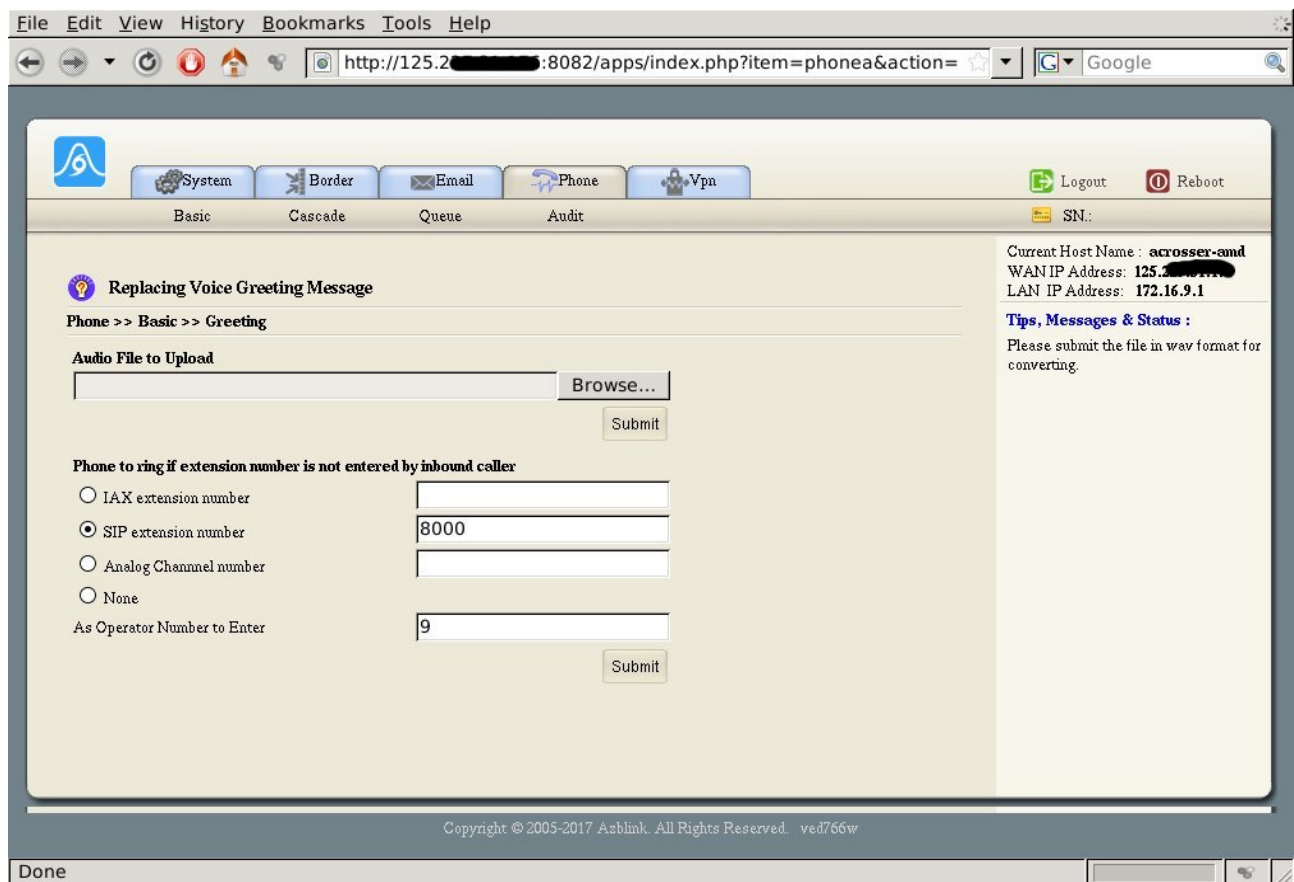 File Edit View History Bookmarks Tools Help
http://125.2 :8082/apps/index.php?item=phonea&action= Google
System Border Email Phone Vpn Logout Reboot
Basic Cascade Queue Audit SN.:
Current Host Name : acrosser-amd
WAN IP Address: 125.2
LAN IP Address: 172.16.9.1
Replacing Voice Greeting Message
Phone >> Basic >> Greeting
Tips, Messages & Status :
Please submit the file in wav format for
converting.
Audio File to Upload
Browse...
Submit
Phone to ring if extension number is not entered by inbound caller
IAX extension number
SIP extension number 8000
Analog Channnel number
None
As Operator Number to Enter 9
Submit
Copyright © 2005-2017 Azblink. All Rights Reserved. ved766w
Done